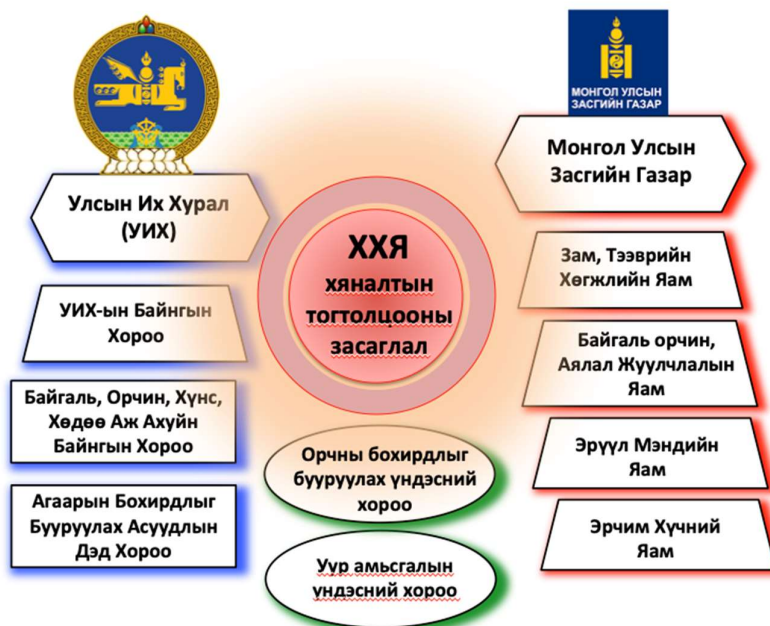 МОНГОЛ УЛСЫН
ЗАСГИЙН ГАЗАР
Улсын Их Хурал
(УИХ)
УИХ-ын Байнгын
Хороо
Байгаль, Орчин, Хүнс,
Хөдөө Аж Ахуйн
Байнгын Хороо
Агаарын Бохирдлыг
Бууруулах Асуудлын
Дэд Хороо
ХХЯ
хяналтын
тогтолцооны
засаглал
Орчны бохирдлыг
бууруулах үндэсний
хороо
Уур амьсгалын
үндэсний хороо
Монгол Улсын
Засгийн Газар
Зам, Тээврийн
Хөгжлийн Яам
Байгаль орчин,
Аялал Жуулчлалын
Яам
Эрүүл Мэндийн
Яам
Эрчим Хүчний
Яам